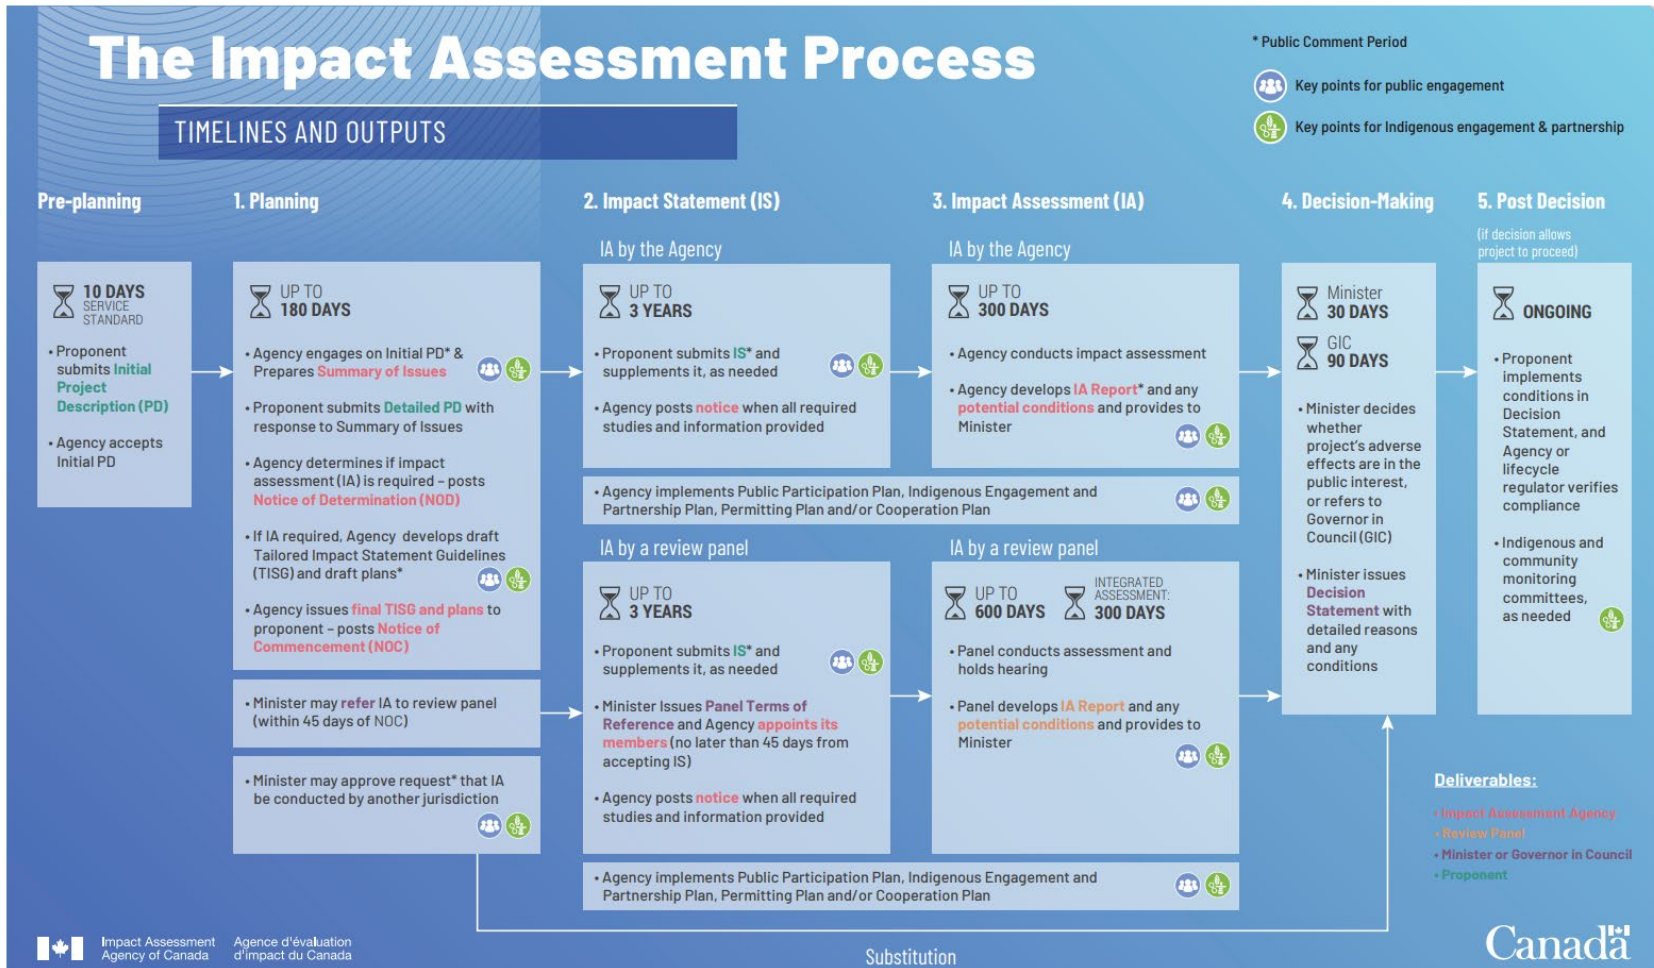 The Impact Assessment Process
TIMELINES AND OUTPUTS
* Public Comment Period
Key points for public engagement
Key points for Indigenous engagement & partnership
Pre-planning
10 DAYS
SERVICE
STANDARD
• Proponent
submits Initial
Project
Description (PD)
• Agency accepts
Initial PD
1. Planning
UP TO
180 DAYS
• Agency engages on Initial PD* &
Prepares Summary of Issues
• Proponent submits Detailed PD with
response to Summary of Issues
• Agency determines if impact
assessment (IA) is required – posts
Notice of Determination (NOD)
• If IA required, Agency develops draft
Tailored Impact Statement Guidelines
(TISG) and draft plans*
• Agency issues final TISG and plans to
proponent – posts Notice of
Commencement (NOC)
• Minister may refer IA to review panel
(within 45 days of NOC)
• Minister may approve request* that IA
be conducted by another jurisdiction
2. Impact Statement (IS)
IA by the Agency
UP TO
3 YEARS
• Proponent submits IS* and
supplements it, as needed
• Agency posts notice when all required
studies and information provided
3. Impact Assessment (IA)
IA by the Agency
UP TO
300 DAYS
• Agency conducts impact assessment
• Agency develops IA Report* and any
potential conditions and provides to
Minister
• Agency implements Public Participation Plan, Indigenous Engagement and
Partnership Plan, Permitting Plan and/or Cooperation Plan
IA by a review panel
UP TO
3 YEARS
• Proponent submits IS* and
supplements it, as needed
• Minister Issues Panel Terms of
Reference and Agency appoints its
members (no later than 45 days from
accepting IS)
• Agency posts notice when all required
studies and information provided
IA by a review panel
UP TO
600 DAYS
INTEGRATED
ASSESSMENT:
300 DAYS
• Panel conducts assessment and
holds hearing
• Panel develops IA Report and any
potential conditions and provides to
Minister
• Agency implements Public Participation Plan, Indigenous Engagement and
Partnership Plan, Permitting Plan and/or Cooperation Plan
4. Decision-Making
Minister
30 DAYS
GIC
90 DAYS
• Minister decides
whether
project's adverse
effects are in the
public interest,
or refers to
Governor in
Council (GIC)
• Minister issues
Decision
Statement with
detailed reasons
and any
conditions
5. Post Decision
(if decision allows
project to proceed)
ONGOING
• Proponent
implements
conditions in
Decision
Statement, and
Agency or
lifecycle
regulator verifies
compliance
• Indigenous and
community
monitoring
committees,
as needed
Deliverables:
• Impact Assessment Agency
• Review Panel
• Minister or Governor in Council
• Proponent
Substitution
Impact Assessment
Agency of Canada
Agence d'évaluation
d'impact du Canada
Canada